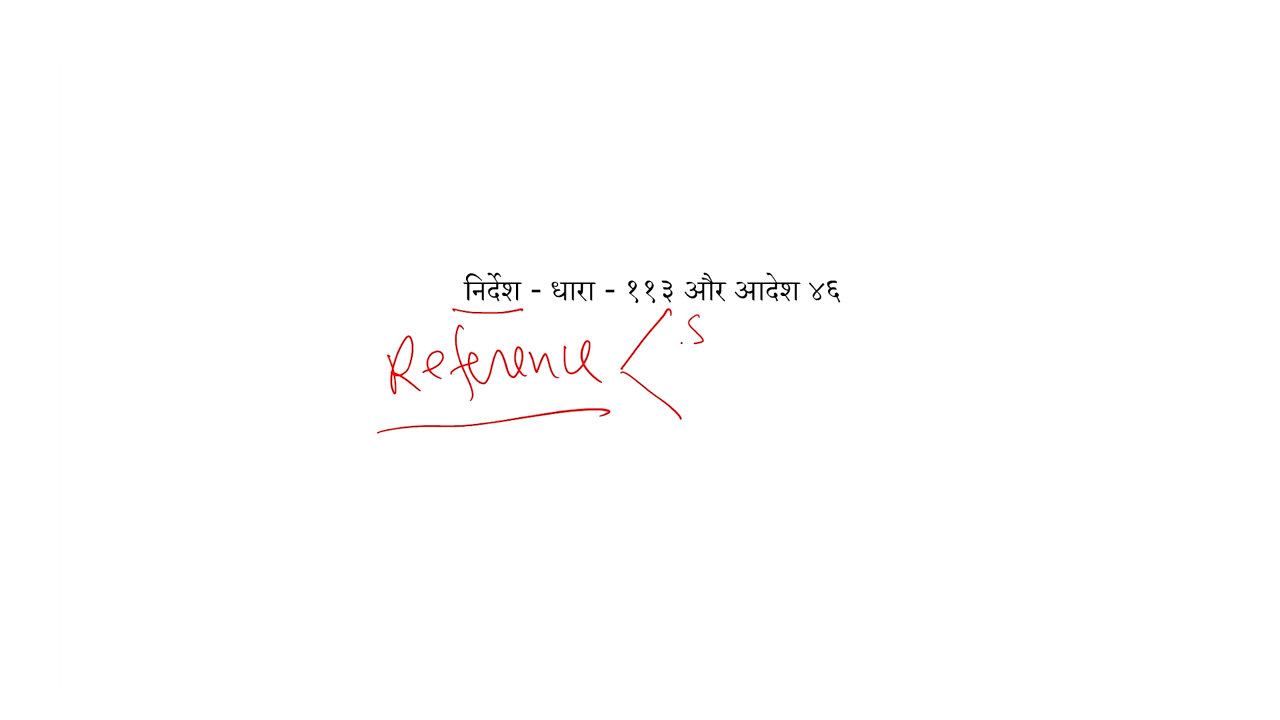 निर्देश - धारा - ११३ और आदेश ४६
Reference
.S